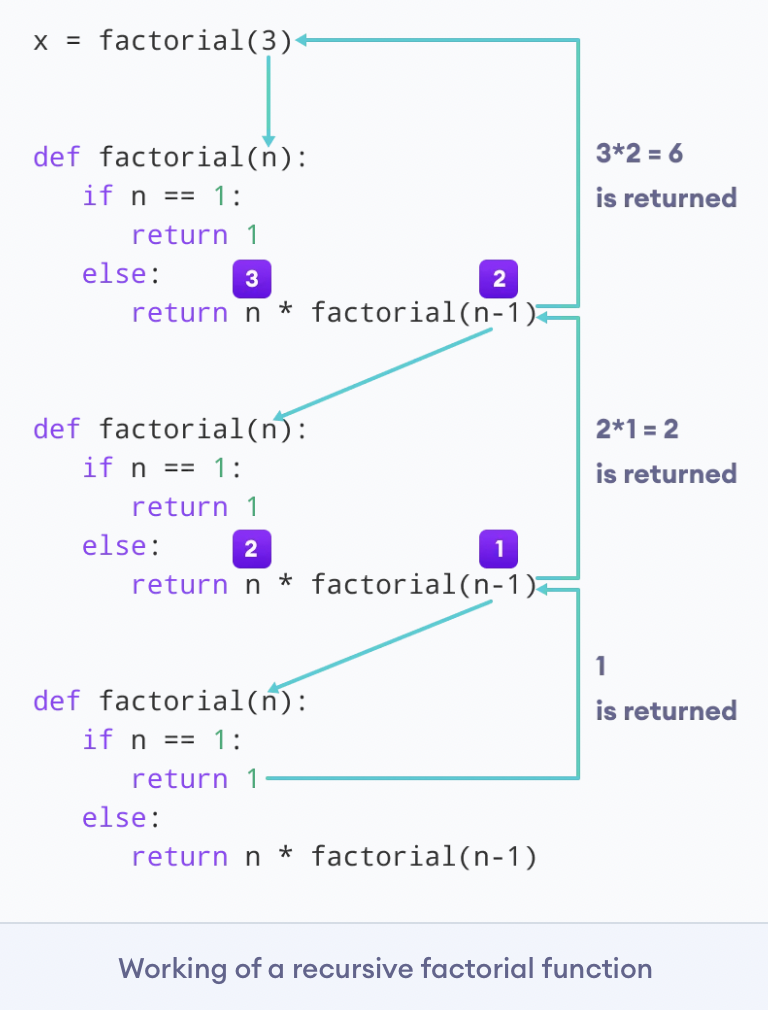 x = factorial(3)
def factorial(n):
if n == 1:
return 1
else:
3 2
return n * factorial(n-1)
3*2 = 6
is returned
def factorial(n):
if n == 1:
return 1
else:
2 1
return n * factorial(n-1)
2*1 = 2
is returned
def factorial(n):
if n == 1:
return 1
else:
return n * factorial(n-1)
1
is returned
Working of a recursive factorial function